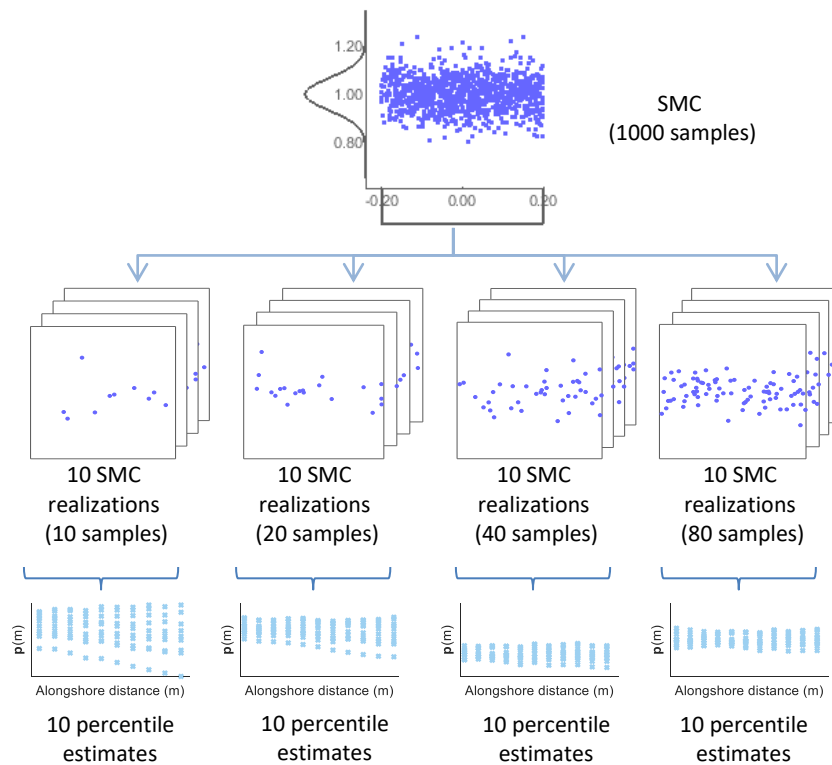 1.20
1.00
0.80
-0.20
0.00
0.20
SMC
(1000 samples)
10 SMC
realizations
(10 samples)
10 SMC
realizations
(20 samples)
10 SMC
realizations
(40 samples)
10 SMC
realizations
(80 samples)
p(m)
Alongshore distance (m)
p(m)
Alongshore distance (m)
p(m)
Alongshore distance (m)
p(m)
Alongshore distance (m)
10 percentile
estimates
10 percentile
estimates
10 percentile
estimates
10 percentile
estimates